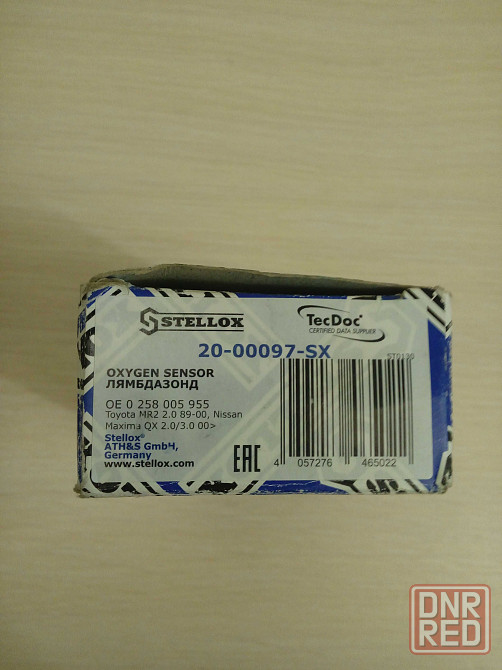 STELLOX
TecDoc
CERTIFIED DATA SUPPLIER
20-00097-SX
ST0130
OXYGEN SENSOR
ЛЯМБДАЗОНД
OE 0 258 005 955
Toyota MR2 2.0 89-00, Nissan
Maxima QX 2.0/3.0 00>
Stellox®
ATH&S GmbH,
Germany
www.stellox.com
EAC
4 057276 465022
DNR
RED